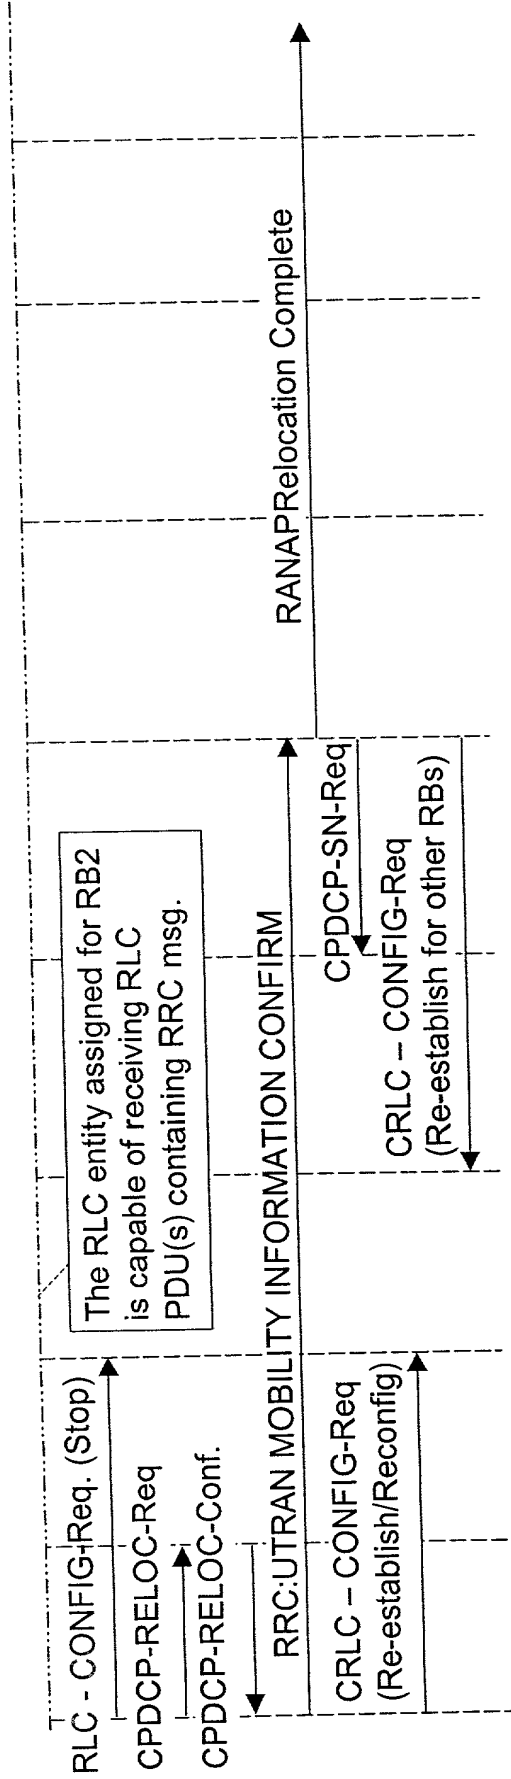 RLC - CONFIG-Req. (Stop)
CPDCP-RELOC-Req
CPDCP-RELOC-Conf.
The RLC entity assigned for RB2
is capable of receiving RLC
PDU(s) containing RRC msg.
RRC:UTRAN MOBILITY INFORMATION CONFIRM
RANAPRelocation Complete
CRLC – CONFIG-Req
(Re-establish/Reconfig)
CPDCP-SN-Req
CRLC – CONFIG-Req
(Re-establish for other RBs)